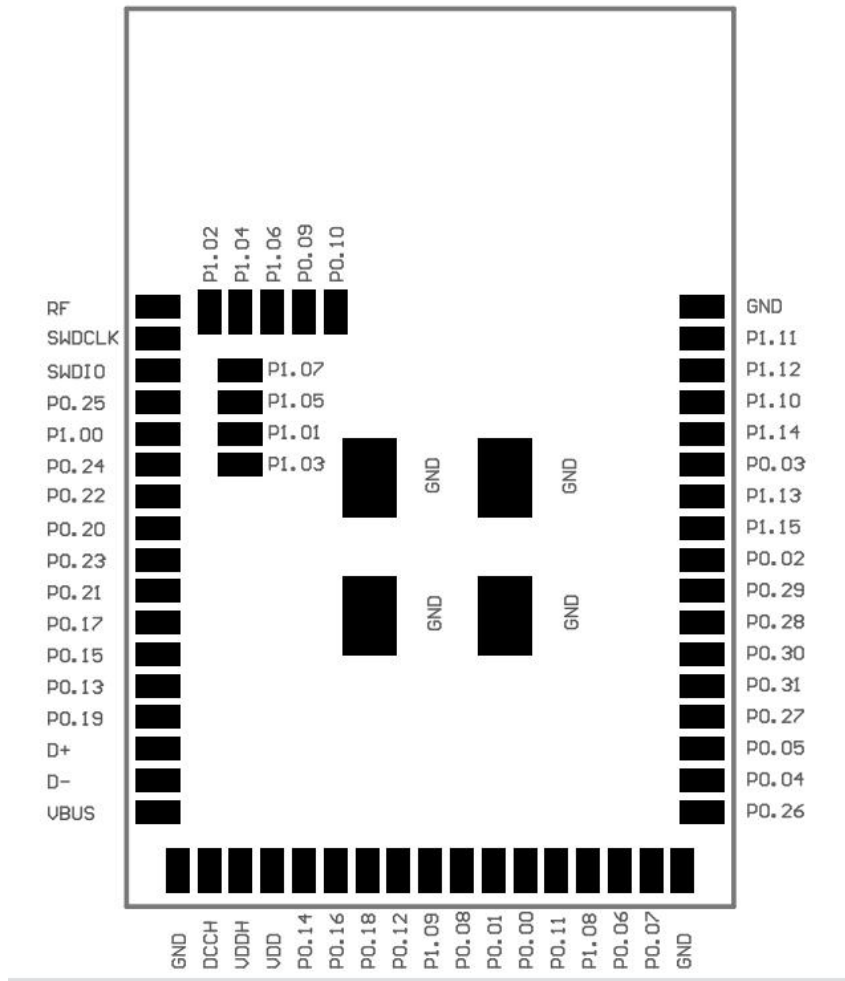 P1.02 P1.04 P1.06 P0.09 P0.10
RF GND
SWDCLK P1.11
SWDIO P1.07 P1.12
P0.25 P1.05 P1.10
P1.00 P1.01 P1.14
P0.24 P1.03 P0.03
GND GND
P0.22 P1.13
P0.20 P1.15
P0.23 P0.02
P0.21 P0.29
GND GND
P0.17 P0.28
P0.15 P0.30
P0.13 P0.31
P0.19 P0.27
D+ P0.05
D- P0.04
VBUS P0.26
GND DCCH VDDH VDD P0.14 P0.16 P0.18 P0.12 P1.09 P0.08 P0.01 P0.00 P0.11 P1.08 P0.06 P0.07 GND